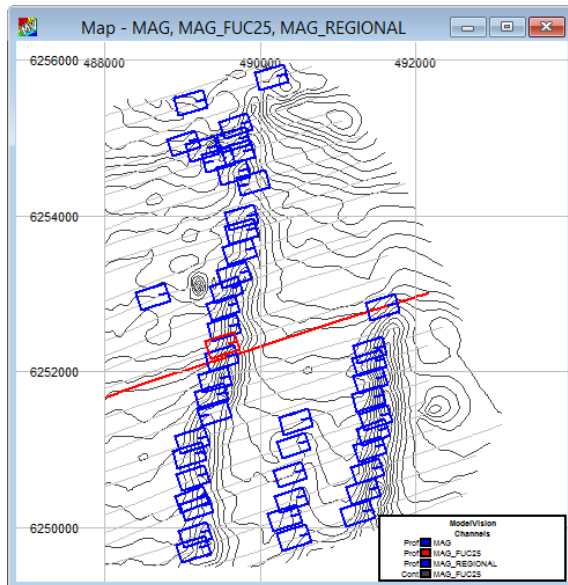 Map - MAG, MAG_FUC25, MAG_REGIONAL
6256000
488000
490000
492000
6254000
6252000
6250000
ModelVision
Channels
Prof MAG
Prof MAG_FUC25
Prof MAG_REGIONAL
Cont MAG_FUC25